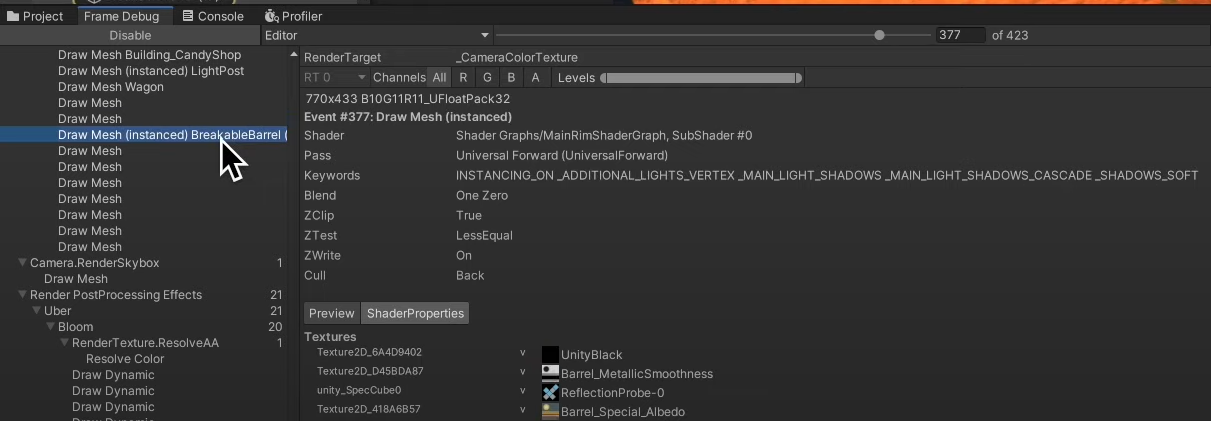 Project Frame Debug Console Profiler
Disable Editor 377 of 423
Draw Mesh Building_CandyShop
Draw Mesh (instanced) LightPost
Draw Mesh Wagon
Draw Mesh
Draw Mesh
Draw Mesh (instanced) BreakableBarrel (
Draw Mesh
Draw Mesh
Draw Mesh
Draw Mesh
Draw Mesh
Draw Mesh
Draw Mesh
Camera.RenderSkybox 1
Draw Mesh
Render PostProcessing Effects 21
Uber 21
Bloom 20
RenderTexture.ResolveAA 1
Resolve Color
Draw Dynamic
Draw Dynamic
Draw Dynamic
Draw Dynamic
RenderTarget _CameraColorTexture
RT 0 Channels All R G B A Levels
770x433 B10G11R11_UFloatPack32
Event #377: Draw Mesh (instanced)
Shader Shader Graphs/MainRimShaderGraph, SubShader #0
Pass Universal Forward (UniversalForward)
Keywords INSTANCING_ON _ADDITIONAL_LIGHTS_VERTEX _MAIN_LIGHT_SHADOWS _MAIN_LIGHT_SHADOWS_CASCADE _SHADOWS_SOFT
Blend One Zero
ZClip True
ZTest LessEqual
ZWrite On
Cull Back
Preview ShaderProperties
Textures
Texture2D_6A4D9402 v UnityBlack
Texture2D_D45BDA87 v Barrel_MetallicSmoothness
unity_SpecCube0 v ReflectionProbe-0
Texture2D_418A6B57 v Barrel_Special_Albedo